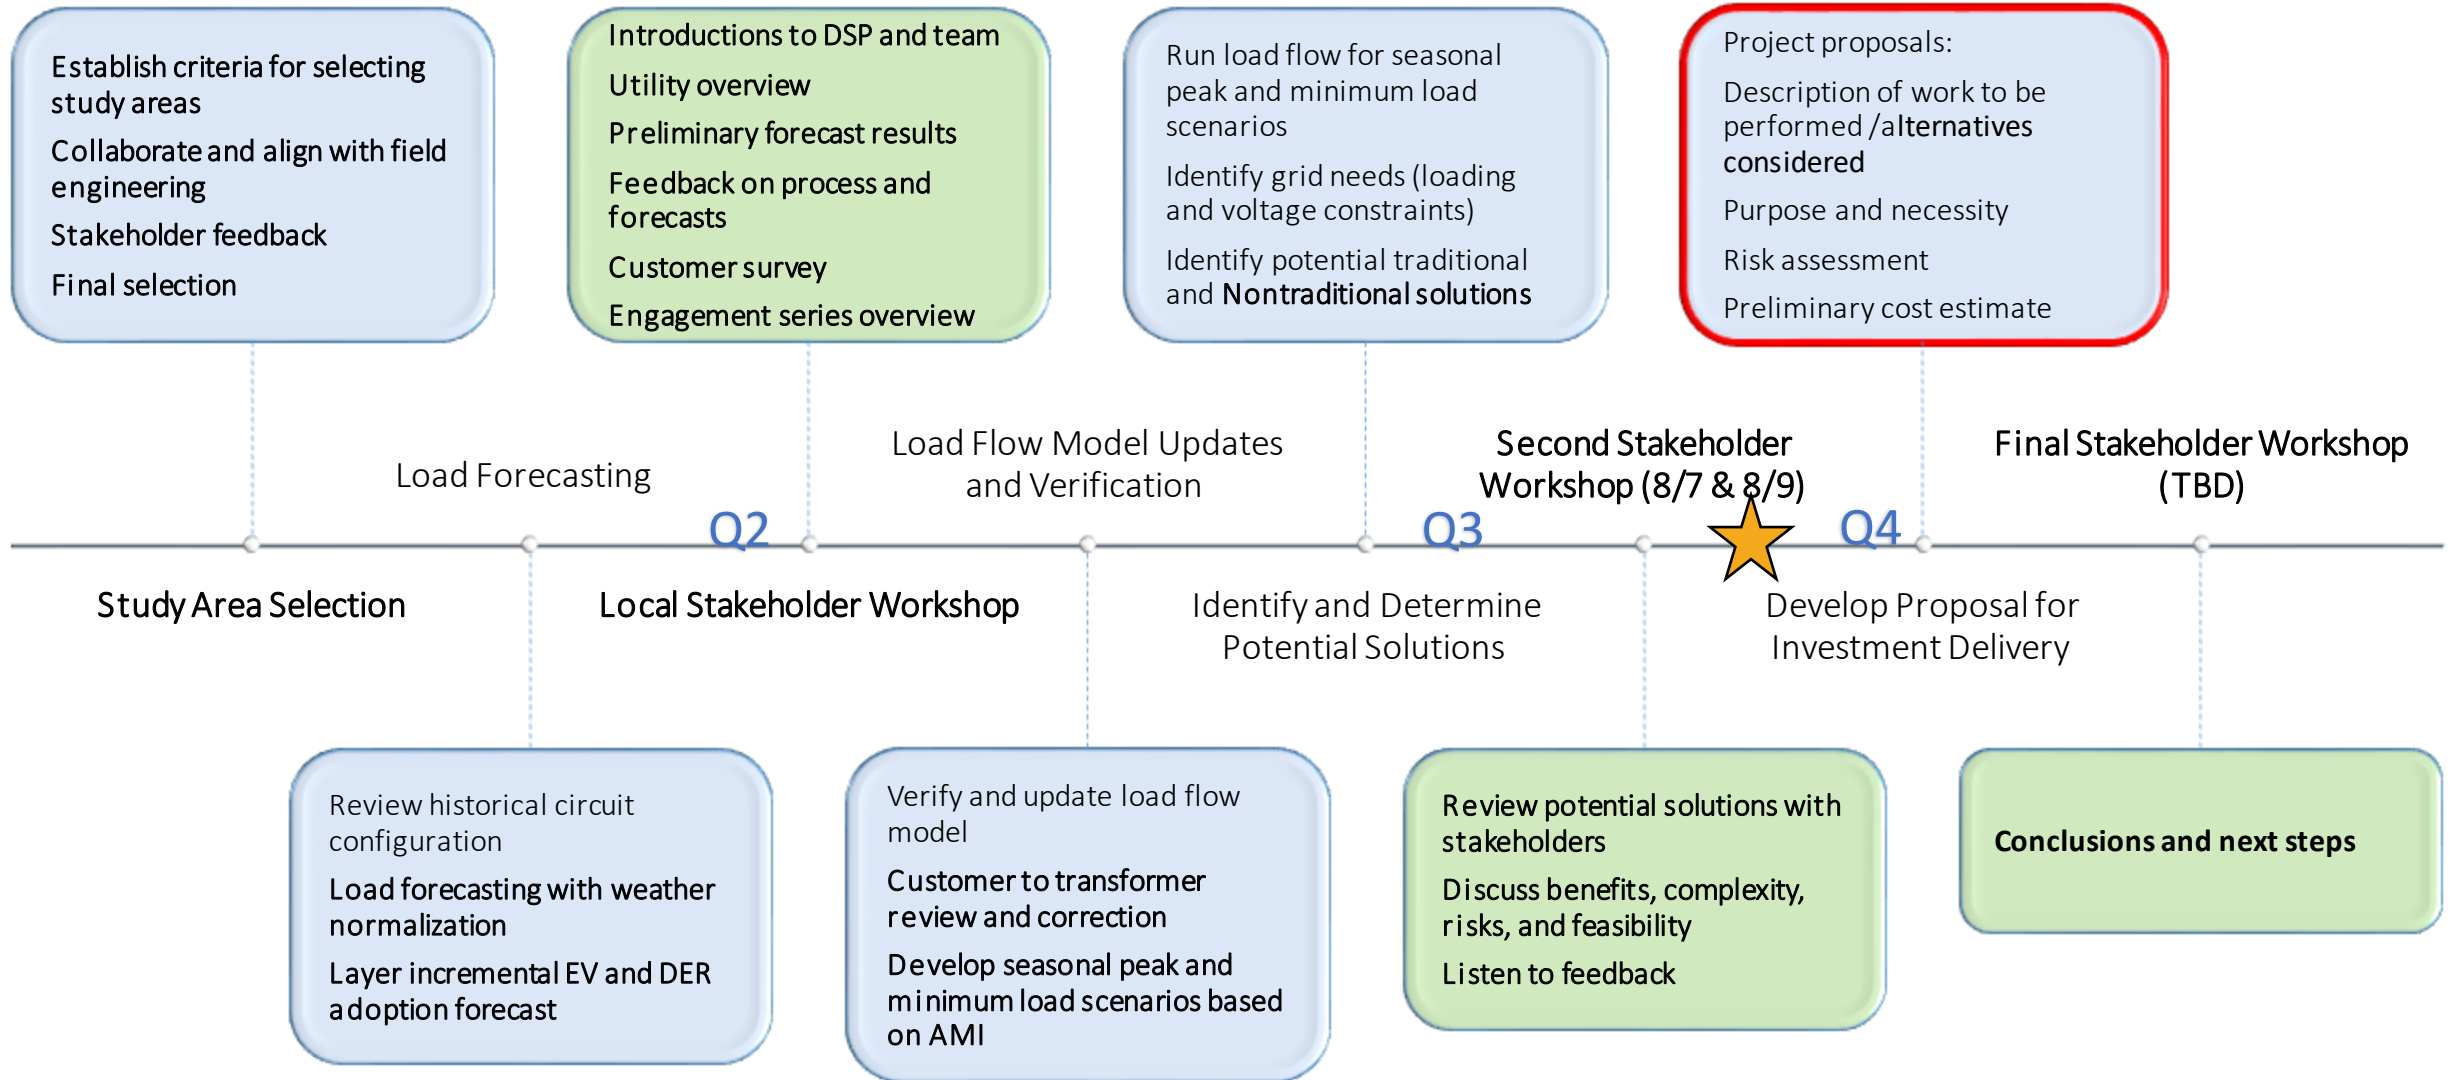 Establish criteria for selecting
study areas
Collaborate and align with field
engineering
Stakeholder feedback
Final selection
Introductions to DSP and team
Utility overview
Preliminary forecast results
Feedback on process and
forecasts
Customer survey
Engagement series overview
Run load flow for seasonal
peak and minimum load
scenarios
Identify grid needs (loading
and voltage constraints)
Identify potential traditional
and Nontraditional solutions
Project proposals:
Description of work to be
performed /alternatives
considered
Purpose and necessity
Risk assessment
Preliminary cost estimate
Load Forecasting
Load Flow Model Updates
and Verification
Second Stakeholder
Workshop (8/7 & 8/9)
Final Stakeholder Workshop
(TBD)
Q2
Q3
Q4
Study Area Selection
Local Stakeholder Workshop
Identify and Determine
Potential Solutions
Develop Proposal for
Investment Delivery
Review historical circuit
configuration
Load forecasting with weather
normalization
Layer incremental EV and DER
adoption forecast
Verify and update load flow
model
Customer to transformer
review and correction
Develop seasonal peak and
minimum load scenarios based
on AMI
Review potential solutions with
stakeholders
Discuss benefits, complexity,
risks, and feasibility
Listen to feedback
Conclusions and next steps